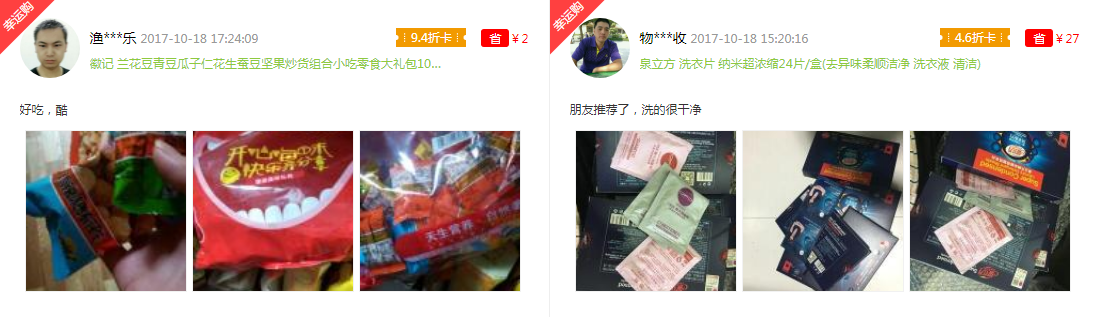 幸运购
渔***乐 2017-10-18 17:24:09
9.4折卡
省 ¥ 2
徽记 兰花豆青豆瓜子仁花生蚕豆坚果炒货组合小吃零食大礼包10...
好吃，酷
开心百味
快乐分享
天生营养
幸运购
物***收 2017-10-18 15:20:16
4.6折卡
省 ¥ 27
泉立方 洗衣片 纳米超浓缩24片/盒(去异味柔顺洁净 洗衣液 清洁)
朋友推荐了，洗的很干净
Super Condensed